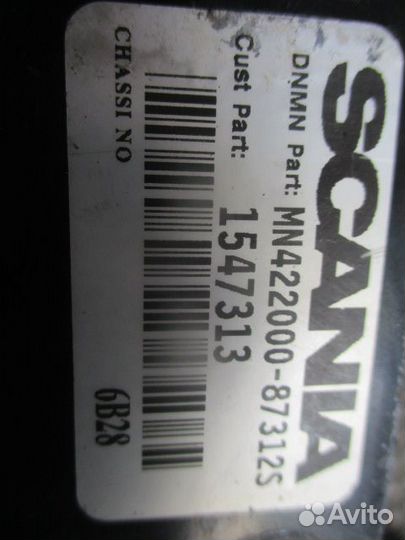 SCANIA
DNMN Part: MN422000-87312S
Cust Part: 1547313
CHASSI NO 6B28
Avito